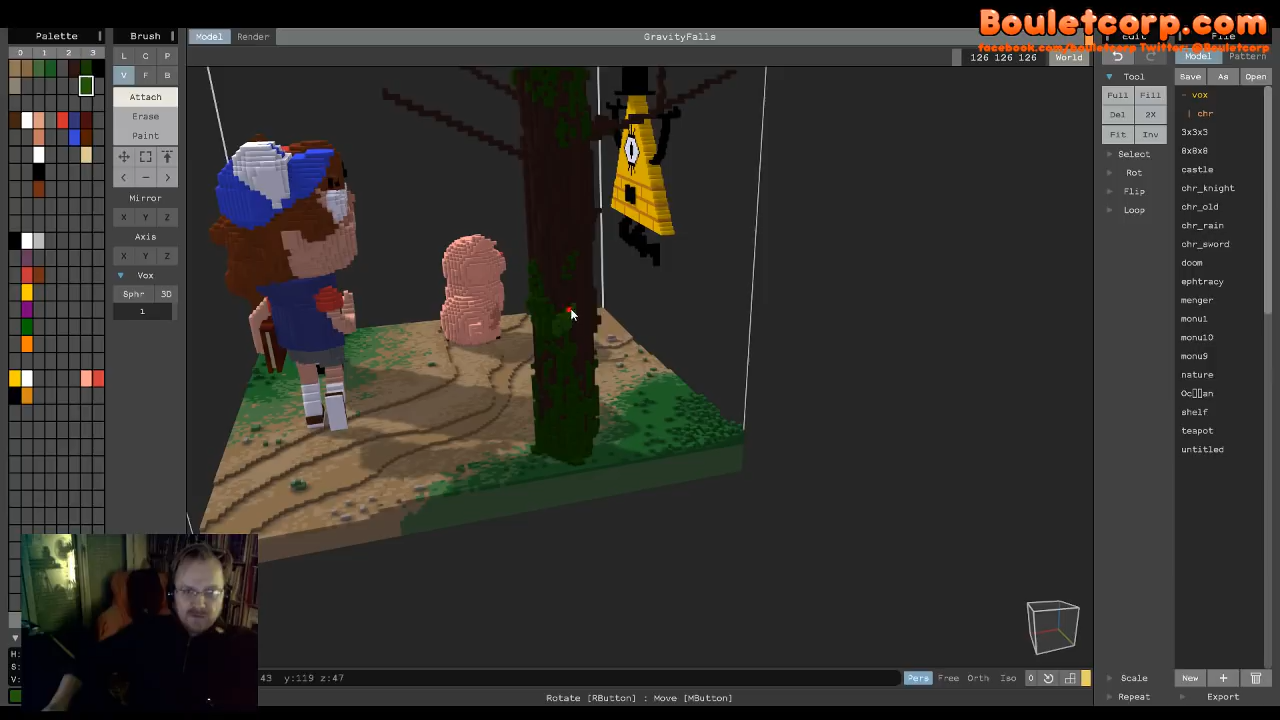 Bouletcorp.com
facebook.com/bouletcorp Twitter: @Bouletcorp
Palette
Brush
Model
Render
GravityFalls
File
0 1 2 3
L C P
126 126 126
World
Model
Pattern
V F B
Tool
Save As Open
Attach
Full Fill
- vox
Erase
Del 2X
| chr
Paint
Fit Inv
3x3x3
Select
8x8x8
Rot
castle
< - >
Flip
chr_knight
Mirror
Loop
chr_old
X Y Z
chr_rain
Axis
chr_sword
X Y Z
doom
Vox
ephtracy
Sphr 3D
menger
1
monu1
monu10
monu9
nature
shelf
teapot
untitled
H:
S:
V:
43 y:119 z:47
Pers Free Orth Iso 0
Scale
New +
Rotate [RButton] : Move [MButton]
Repeat
Export